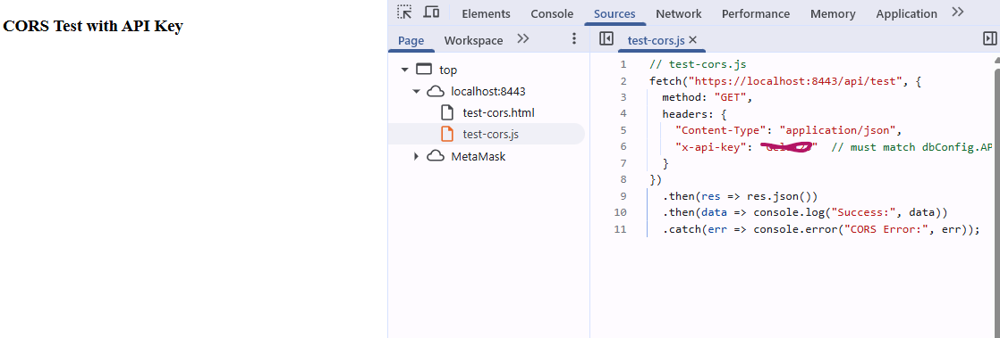 CORS Test with API Key
Elements Console Sources Network Performance Memory Application
Page Workspace
test-cors.js
top
localhost:8443
test-cors.html
test-cors.js
MetaMask
1 // test-cors.js
2 fetch("https://localhost:8443/api/test", {
3 method: "GET",
4 headers: {
5 "Content-Type": "application/json",
6 "x-api-key": " " // must match dbConfig.AP
7 }
8 })
9 .then(res => res.json())
10 .then(data => console.log("Success:", data))
11 .catch(err => console.error("CORS Error:", err));